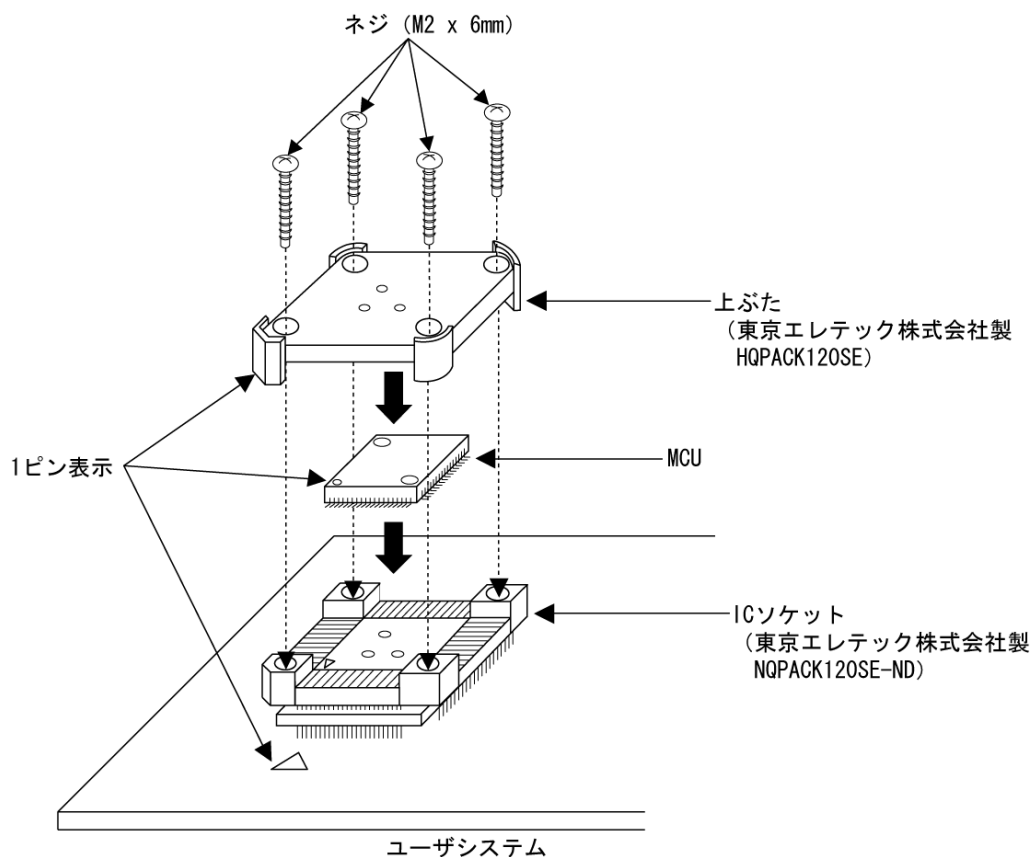 ネジ (M2 x 6mm)
上ぶた
(東京エレテック株式会社製
HQPACK120SE)
1ピン表示
MCU
ICソケット
(東京エレテック株式会社製
NQPACK120SE-ND)
ユーザシステム